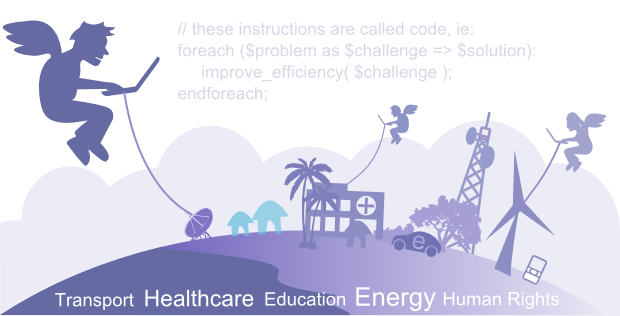 // these instructions are called code, ie:
foreach ($problem as $challenge => $solution):
improve_efficiency( $challenge );
endforeach;
e
Transport Healthcare Education Energy Human Rights